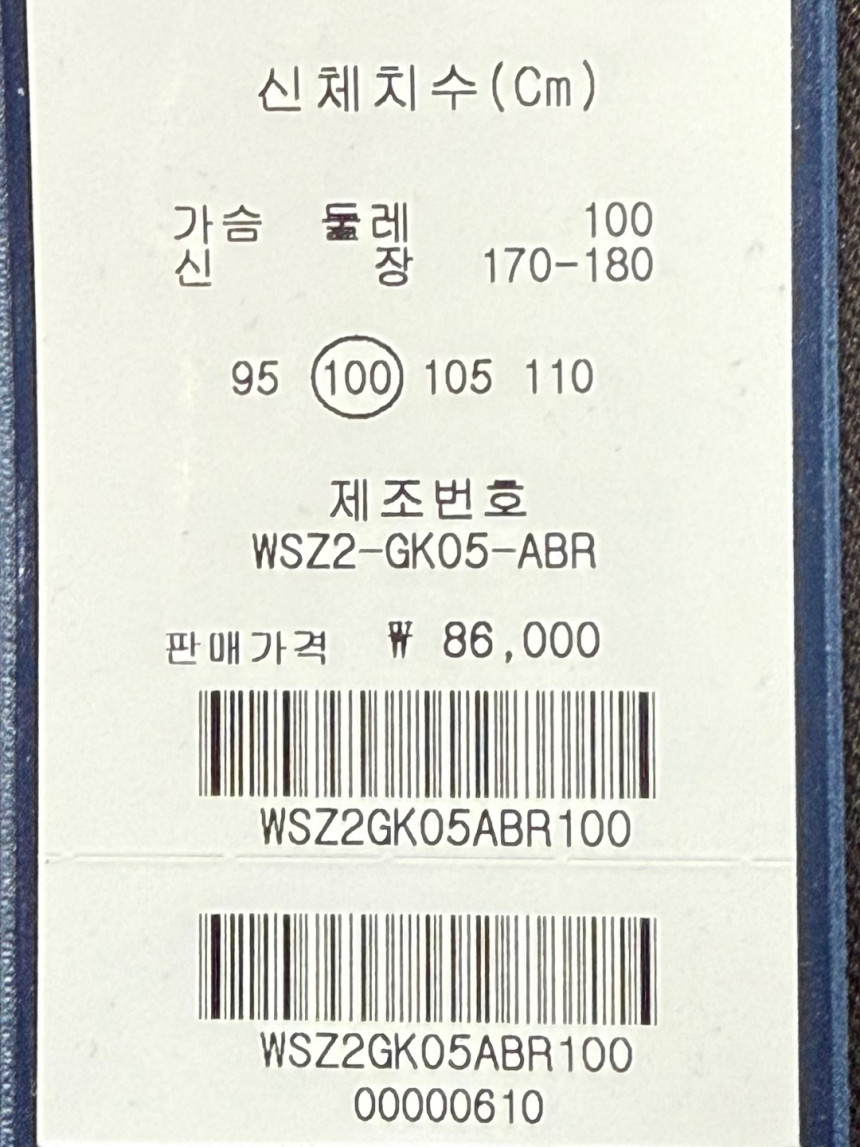 신체치수(Cm)
가슴 둘레 100
신 장 170-180
95 100 105 110
제조번호
WSZ2-GK05-ABR
판매가격 ₩ 86,000
WSZ2GK05ABR100
WSZ2GK05ABR100
00000610